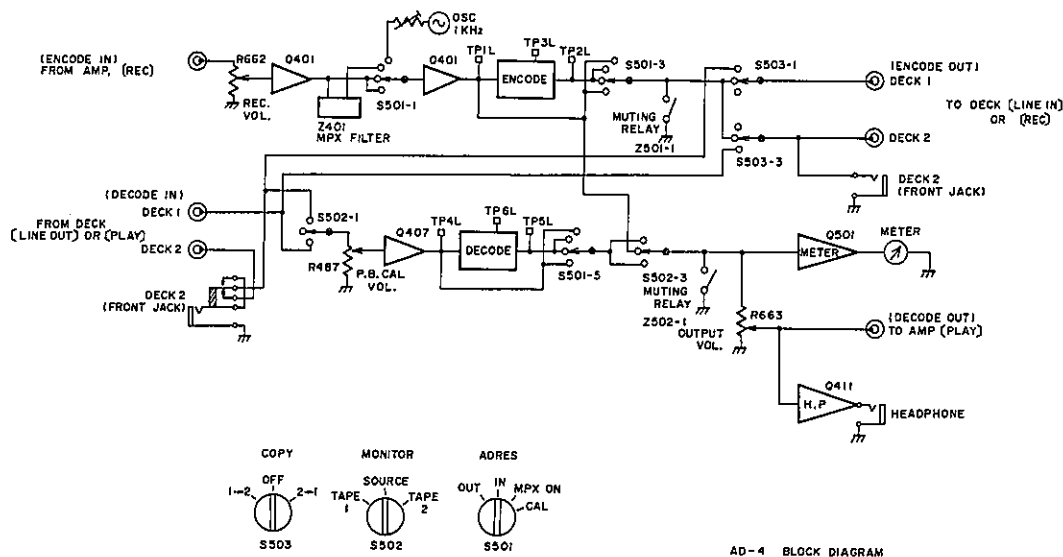 OSC
1 KHz
(ENCODE IN)
FROM AMP, (REC)
R662
Q401
Q401
TP1L
TP3L
TP2L
ENCODE
S501-3
S503-1
(ENCODE OUT)
DECK 1
REC.
VOL.
Z401
MPX FILTER
S501-1
MUTING
RELAY
Z501-1
TO DECK (LINE IN)
OR (REC)
S503-3
DECK 2
DECK 2
(FRONT JACK)
(DECODE IN)
DECK 1
FROM DECK
(LINE OUT) OR (PLAY)
DECK 2
S502-1
Q407
TP4L
TP6L
TP5L
DECODE
R487
P.B. CAL
VOL.
S501-5
S502-3
MUTING
RELAY
Z502-1
Q501
METER
METER
DECK 2
(FRONT JACK)
OUTPUT
VOL.
R663
(DECODE OUT)
TO AMP (PLAY)
Q411
H.P
HEADPHONE
COPY
OFF
1→2
2→1
S503
MONITOR
SOURCE
TAPE
1
TAPE
2
S502
ADRES
OUT
IN
MPX ON
CAL
S501
AD-4 BLOCK DIAGRAM